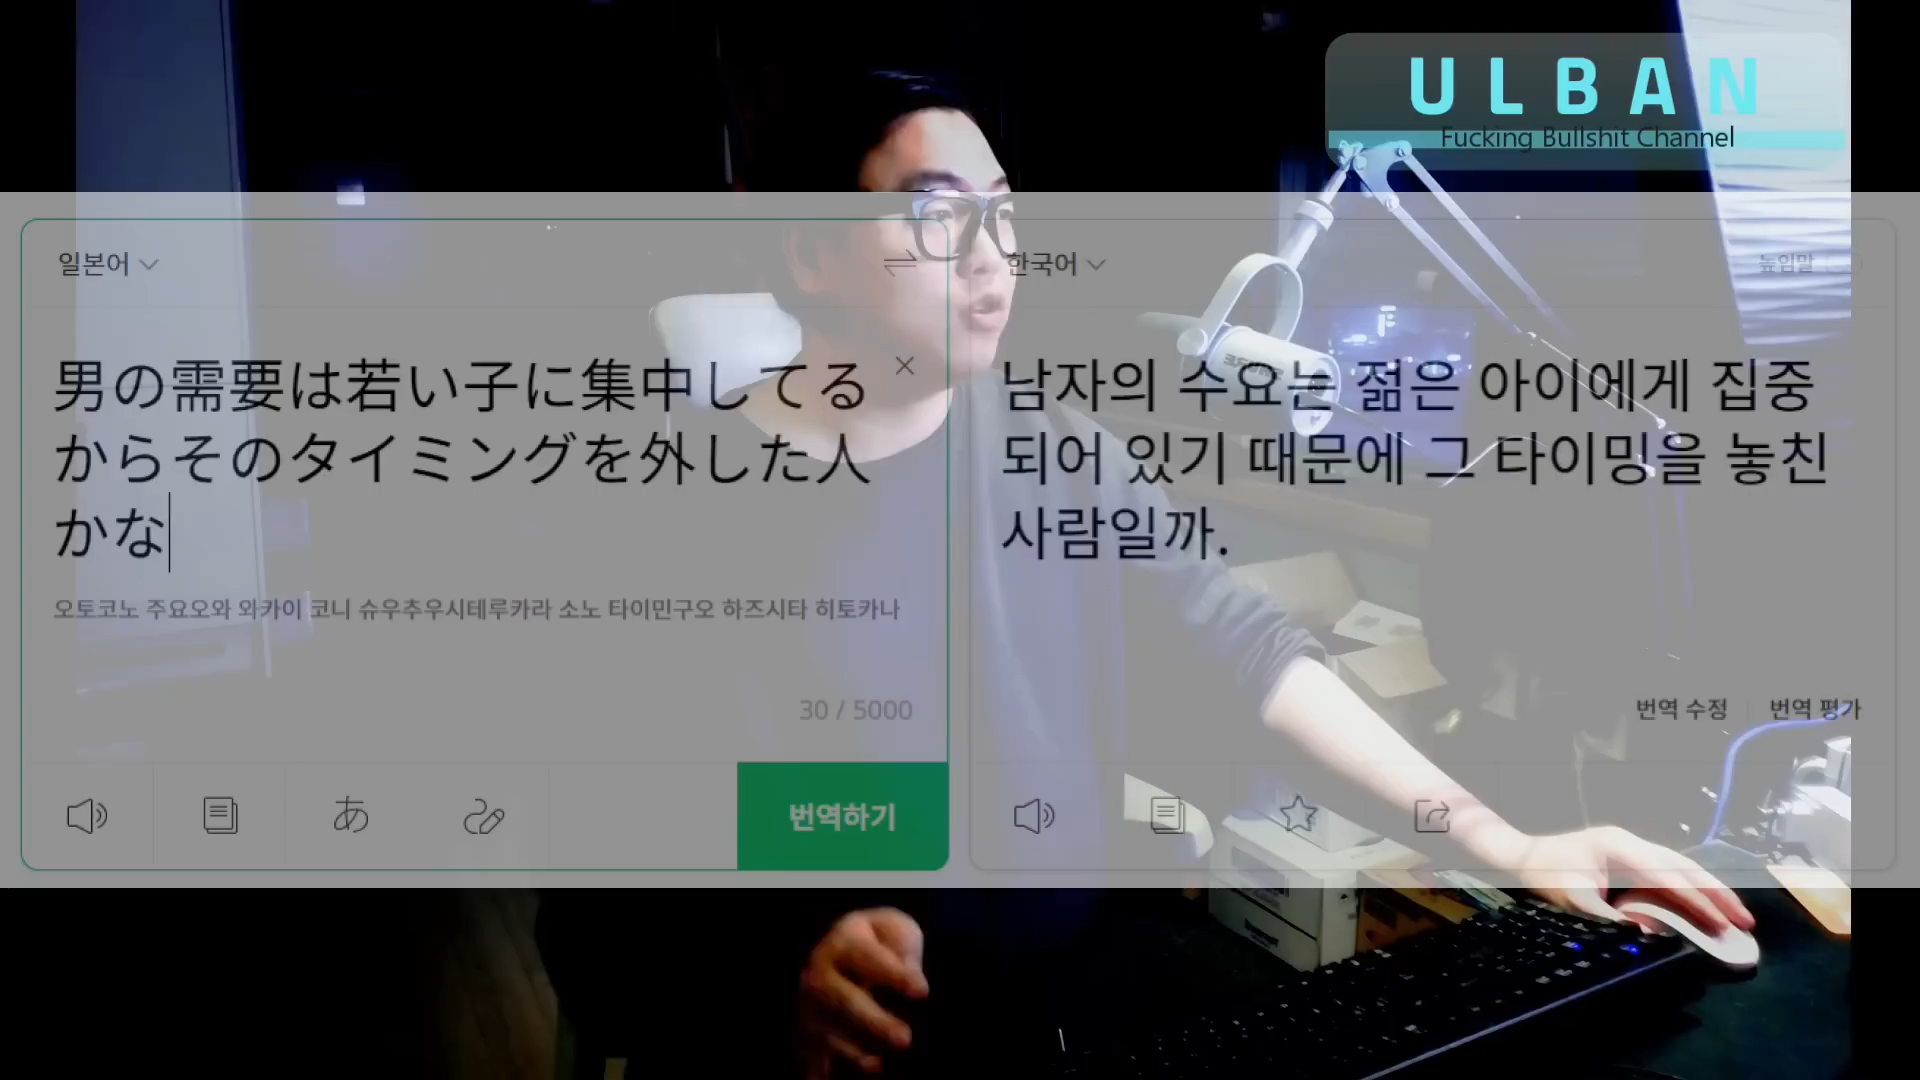 ULBAN
Fucking Bullshit Channel
일본어
한국어
높임말
男の需要は若い子に集中してる
からそのタイミングを外した人
かな
오토코노 주요오와 와카이 코니 슈우추우시테루카라 소노 타이민구오 하즈시타 히토카나
30 / 5000
남자의 수요는 젊은 아이에게 집중
되어 있기 때문에 그 타이밍을 놓친
사람일까.
번역 수정
번역 평가
あ
번역하기